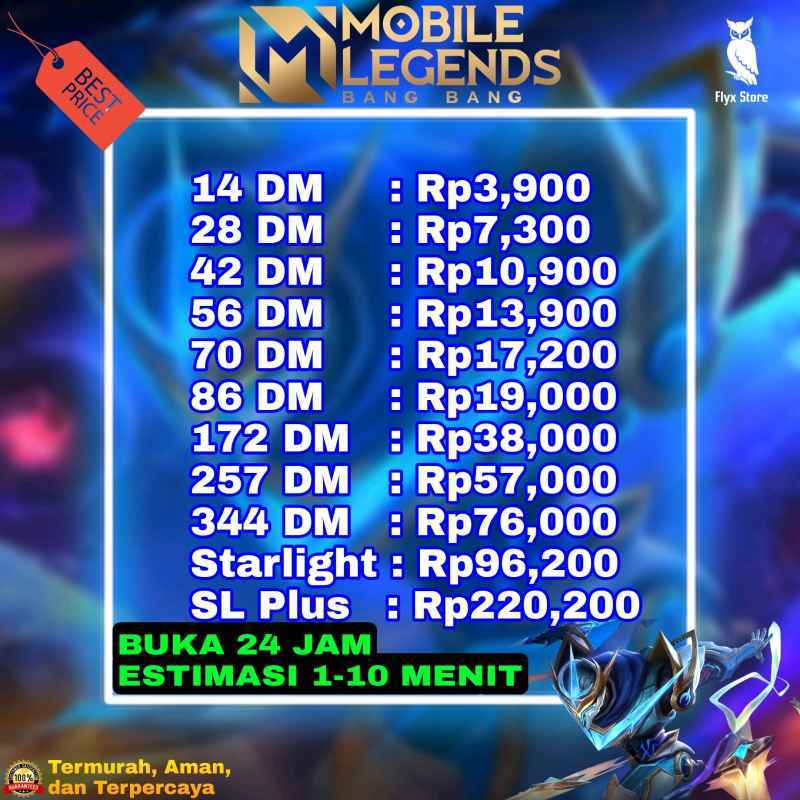 MOBILE
LEGENDS
BANG BANG
Flyx Store
BEST
PRICE
14 DM : Rp3,900
28 DM : Rp7,300
42 DM : Rp10,900
56 DM : Rp13,900
70 DM : Rp17,200
86 DM : Rp19,000
172 DM : Rp38,000
257 DM : Rp57,000
344 DM : Rp76,000
Starlight : Rp96,200
SL Plus : Rp220,200
BUKA 24 JAM
ESTIMASI 1-10 MENIT
100%
Termurah, Aman,
dan Terpercaya